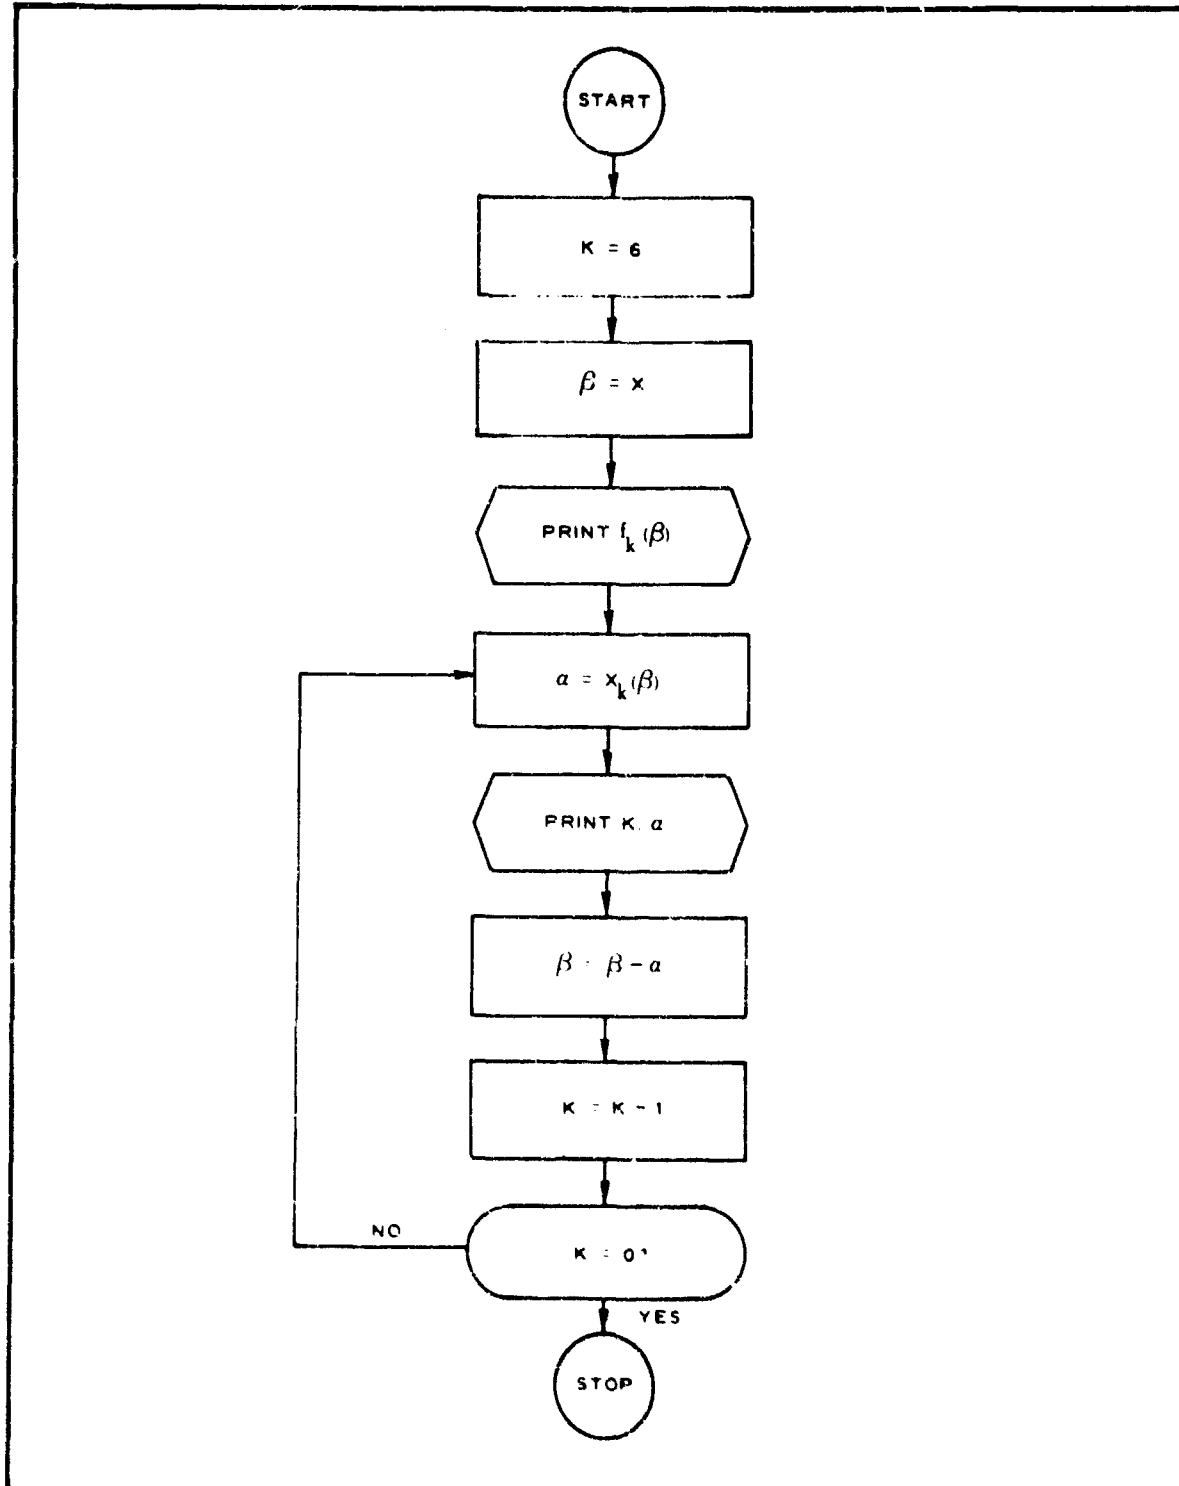 START
K = 6
β = x
PRINT f_k (β)
α = x_k (β)
PRINT K, α
β = β - α
K = K - 1
K = 0?
NO
YES
STOP